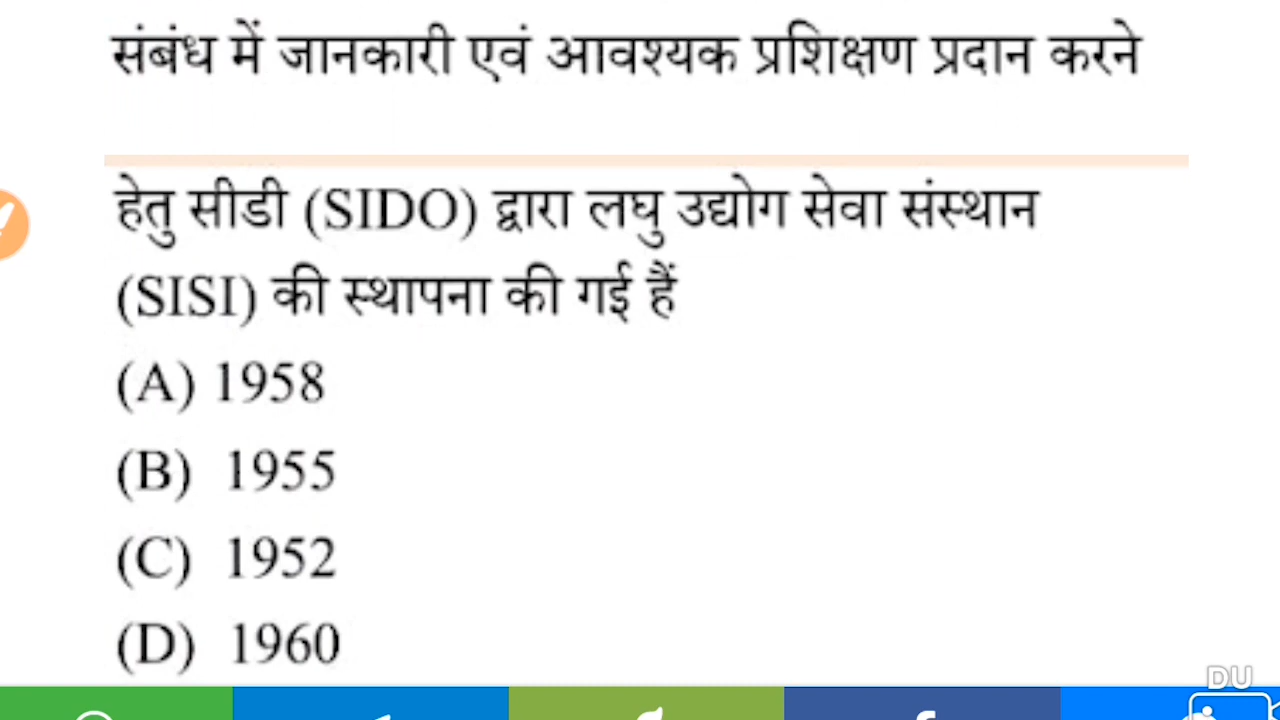 संबंध में जानकारी एवं आवश्यक प्रशिक्षण प्रदान करने
हेतु सीडी (SIDO) द्वारा लघु उद्योग सेवा संस्थान
(SISI) की स्थापना की गई हैं
(A) 1958
(B) 1955
(C) 1952
(D) 1960
DU